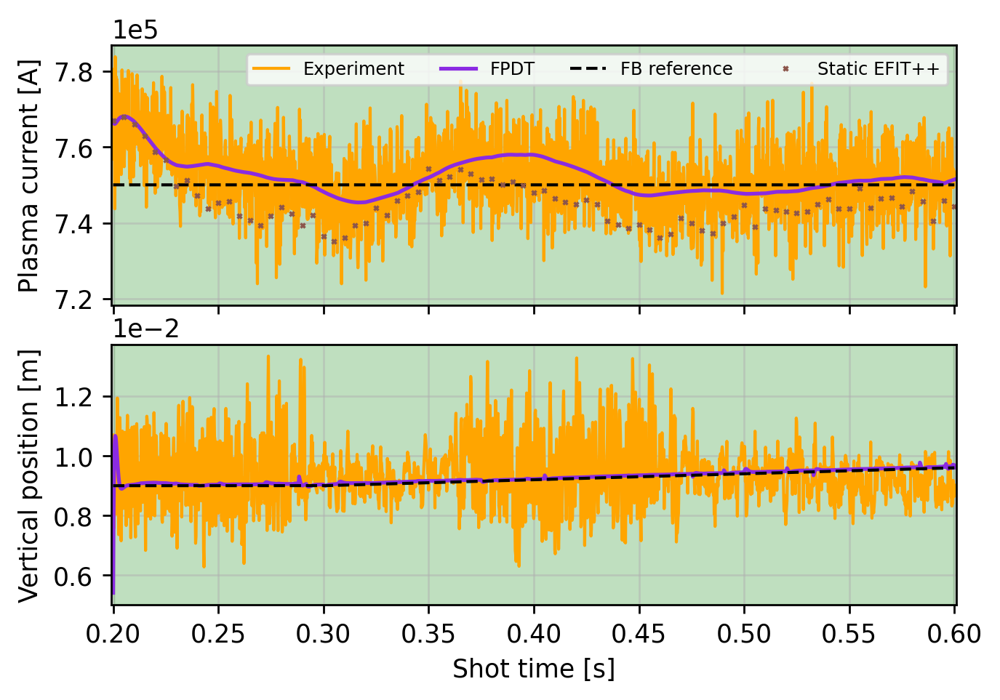 1e5
Plasma current [A]
Experiment FPDT FB reference Static EFIT++
7.8
7.6
7.4
7.2
1e−2
Vertical position [m]
1.2
1.0
0.8
0.6
0.20 0.25 0.30 0.35 0.40 0.45 0.50 0.55 0.60
Shot time [s]